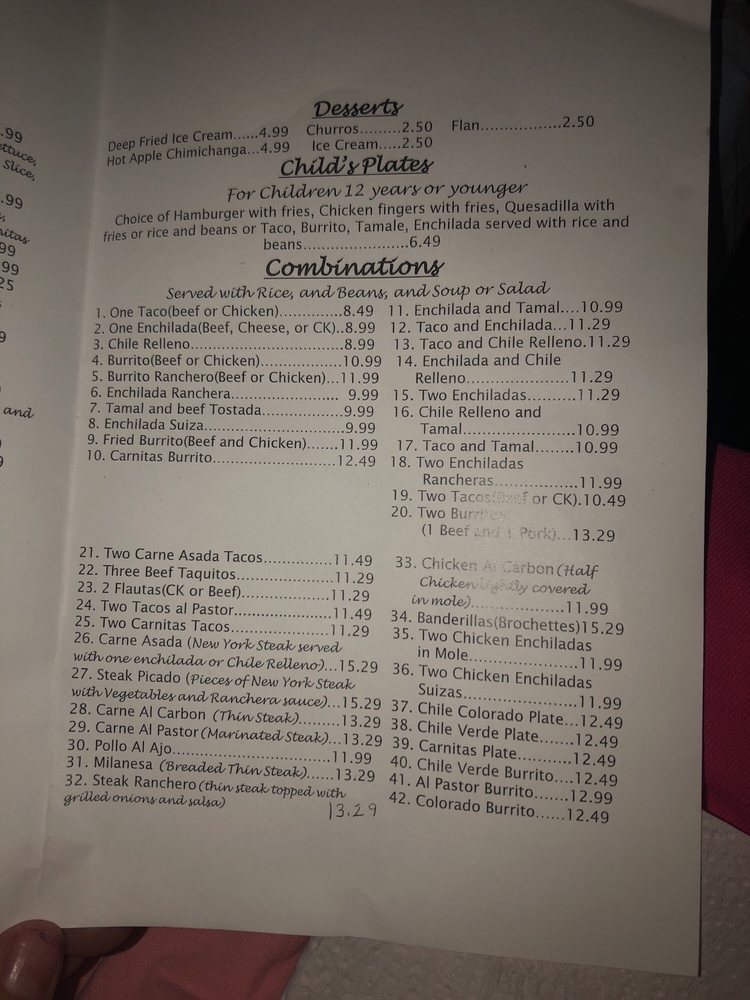 .99
ettuce,
Slice,
.99
nitas
99
.99
25
9
and
9
Desserts
Deep Fried Ice Cream......4.99 Churros.........2.50 Flan.................2.50
Hot Apple Chimichanga...4.99 Ice Cream.....2.50
Child's Plates
For Children 12 years or younger
Choice of Hamburger with fries, Chicken fingers with fries, Quesadilla with
fries or rice and beans or Taco, Burrito, Tamale, Enchilada served with rice and
beans.......................6.49
Combinations
Served with Rice, and Beans, and Soup or Salad
1. One Taco(beef or Chicken)..............8.49
2. One Enchilada(Beef, Cheese, or CK)..8.99
3. Chile Relleno..................................8.99
4. Burrito(Beef or Chicken)..................10.99
5. Burrito Ranchero(Beef or Chicken)...11.99
6. Enchilada Ranchera........................ 9.99
7. Tamal and beef Tostada..................9.99
8. Enchilada Suiza...............................9.99
9. Fried Burrito(Beef and Chicken).......11.99
10. Carnitas Burrito...........................12.49
11. Enchilada and Tamal....10.99
12. Taco and Enchilada...11.29
13. Taco and Chile Relleno.11.29
14. Enchilada and Chile
Relleno......................11.29
15. Two Enchiladas..........11.29
16. Chile Relleno and
Tamal........................10.99
17. Taco and Tamal........10.99
18. Two Enchiladas
Rancheras..................11.99
19. Two Tacos(Beef or CK).10.49
20. Two Burritos
(1 Beef and 1 Pork)...13.29
21. Two Carne Asada Tacos...............11.49
22. Three Beef Taquitos.....................11.29
23. 2 Flautas(CK or Beef)...................11.29
24. Two Tacos al Pastor.....................11.49
25. Two Carnitas Tacos......................11.29
26. Carne Asada (New York Steak served
with one enchilada or Chile Relleno)...15.29
27. Steak Picado (Pieces of New York Steak
with Vegetables and Ranchera sauce)...15.29
28. Carne Al Carbon (Thin Steak).........13.29
29. Carne Al Pastor(Marinated Steak)...13.29
30. Pollo Al Ajo..................................11.99
31. Milanesa (Breaded Thin Steak)......13.29
32. Steak Ranchero(thin steak topped with
grilled onions and salsa) 13.29
33. Chicken Al Carbon(Half
Chicken lightly covered
in mole)....................11.99
34. Banderillas(Brochettes)15.29
35. Two Chicken Enchiladas
in Mole.......................11.99
36. Two Chicken Enchiladas
Suizas........................11.99
37. Chile Colorado Plate...12.49
38. Chile Verde Plate.......12.49
39. Carnitas Plate............12.49
40. Chile Verde Burrito....12.49
41. Al Pastor Burrito.......12.99
42. Colorado Burrito......12.49